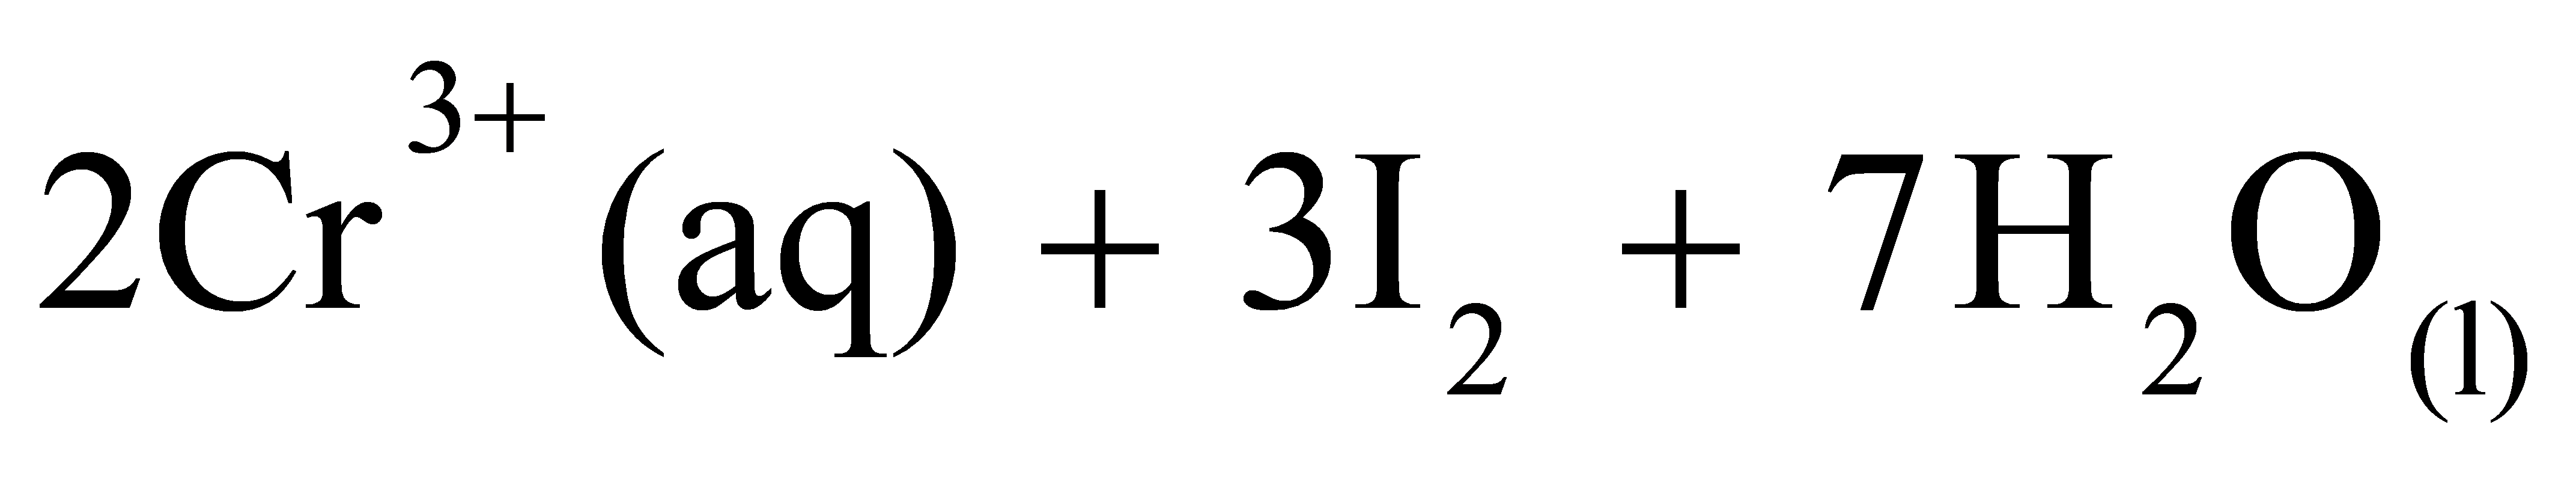 2Cr³⁺(aq) + 3I₂ + 7H₂O₍ₗ₎